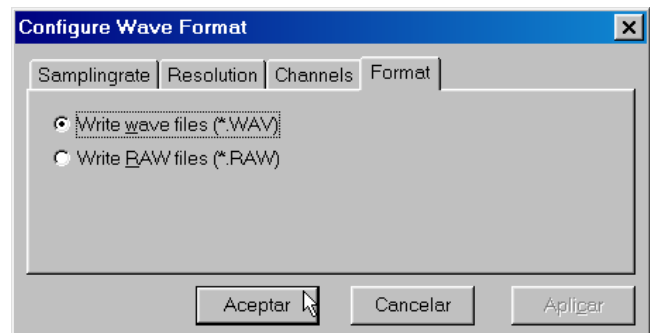 Configure Wave Format
Samplingrate Resolution Channels Format
Write wave files (*.WAV)
Write RAW files (*.RAW)
Aceptar Cancelar Aplicar